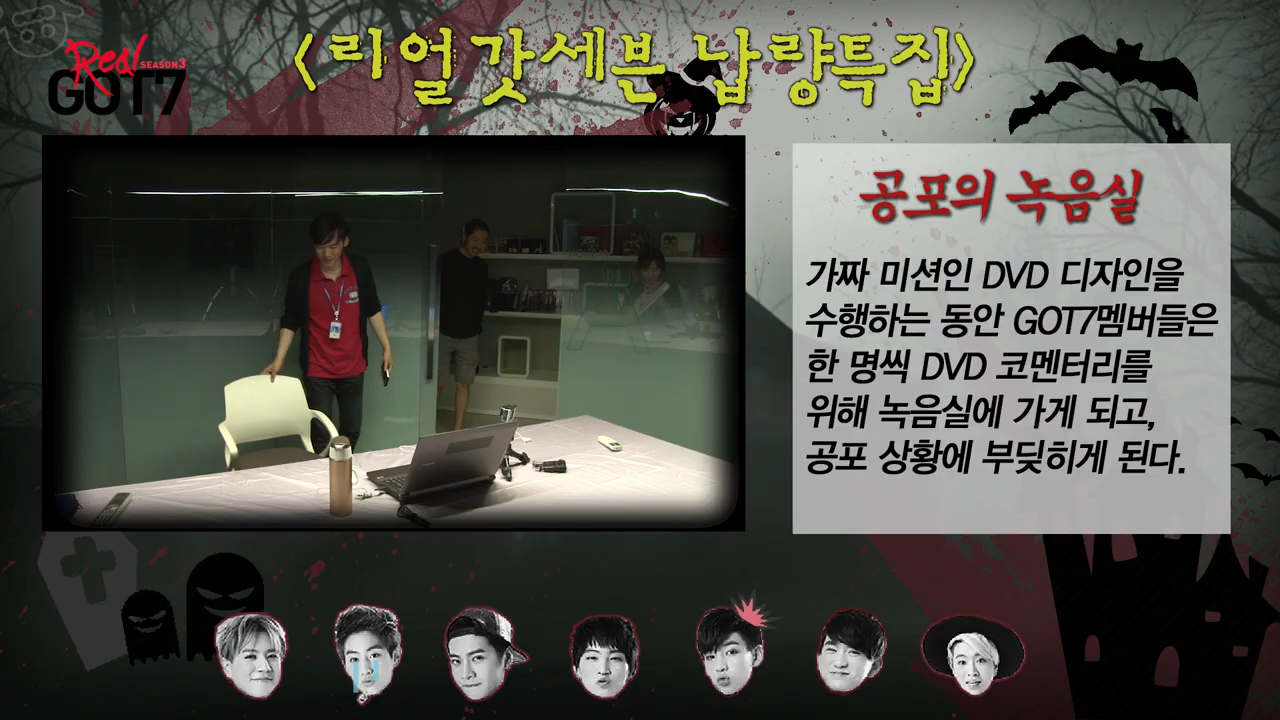 Real
SEASON3
GOT7
<리얼갓세븐 납량특집>
공포의 녹음실
가짜 미션인 DVD 디자인을
수행하는 동안 GOT7멤버들은
한 명씩 DVD 코멘터리를
위해 녹음실에 가게 되고,
공포 상황에 부딪히게 된다.